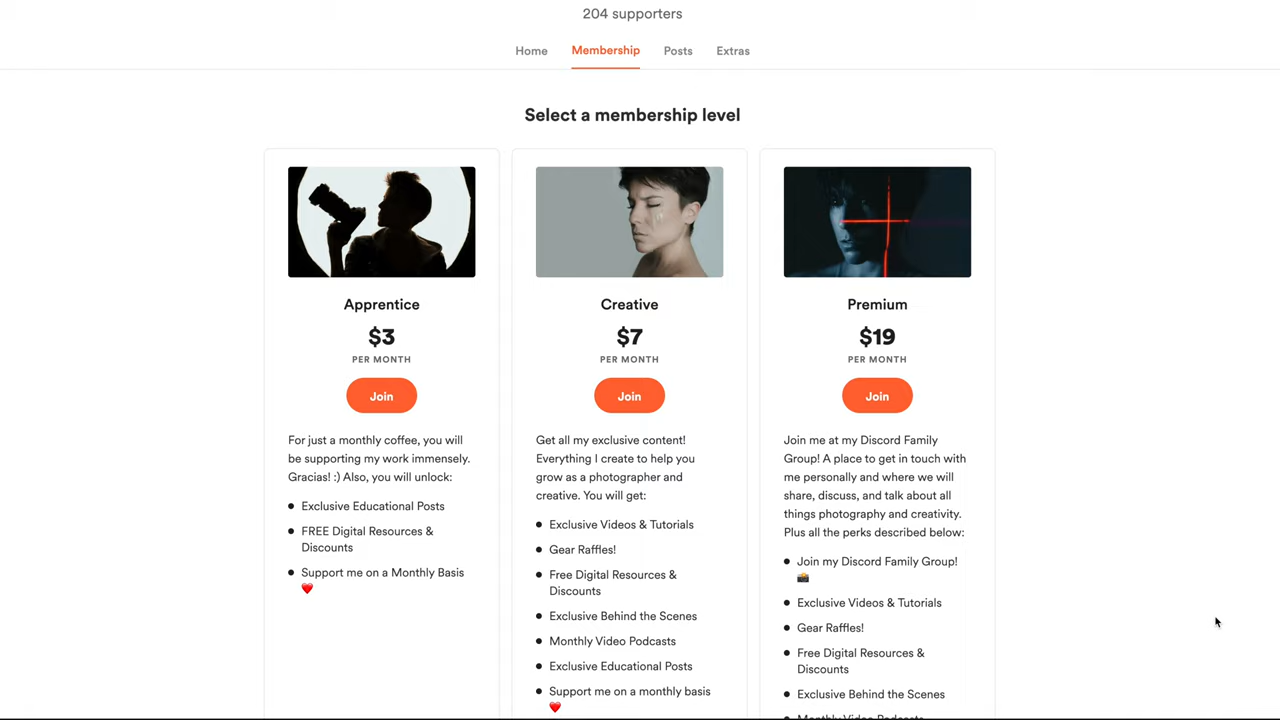 204 supporters
Home Membership Posts Extras
Select a membership level
Apprentice
$3
PER MONTH
Join
For just a monthly coffee, you will
be supporting my work immensely.
Gracias! :) Also, you will unlock:
• Exclusive Educational Posts
• FREE Digital Resources &
Discounts
• Support me on a Monthly Basis
❤️
Creative
$7
PER MONTH
Join
Get all my exclusive content!
Everything I create to help you
grow as a photographer and
creative. You will get:
• Exclusive Videos & Tutorials
• Gear Raffles!
• Free Digital Resources &
Discounts
• Exclusive Behind the Scenes
• Monthly Video Podcasts
• Exclusive Educational Posts
• Support me on a monthly basis
❤️
Premium
$19
PER MONTH
Join
Join me at my Discord Family
Group! A place to get in touch with
me personally and where we will
share, discuss, and talk about all
things photography and creativity.
Plus all the perks described below:
• Join my Discord Family Group!
📸
• Exclusive Videos & Tutorials
• Gear Raffles!
• Free Digital Resources &
Discounts
• Exclusive Behind the Scenes
Monthly Video Podcasts